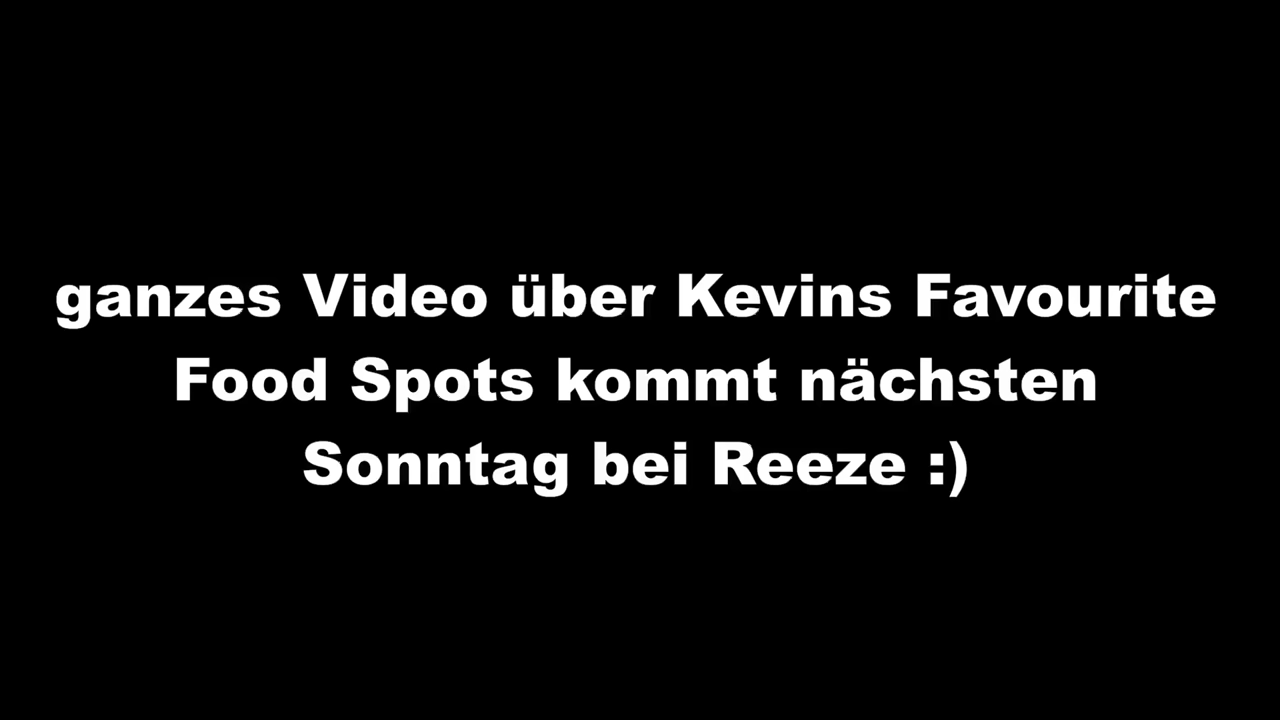 ganzes Video über Kevins Favourite
Food Spots kommt nächsten
Sonntag bei Reeze :)